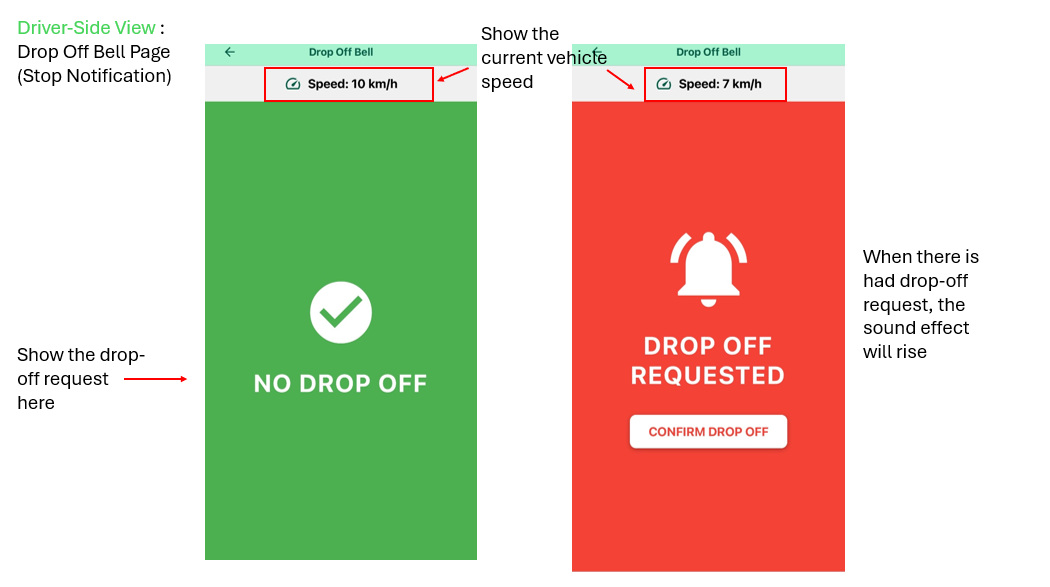 Driver-Side View :
Drop Off Bell Page
(Stop Notification)
Drop Off Bell
Speed: 10 km/h
NO DROP OFF
Show the drop-
off request
here
Show the
current vehicle
speed
Drop Off Bell
Speed: 7 km/h
DROP OFF
REQUESTED
CONFIRM DROP OFF
When there is
had drop-off
request, the
sound effect
will rise